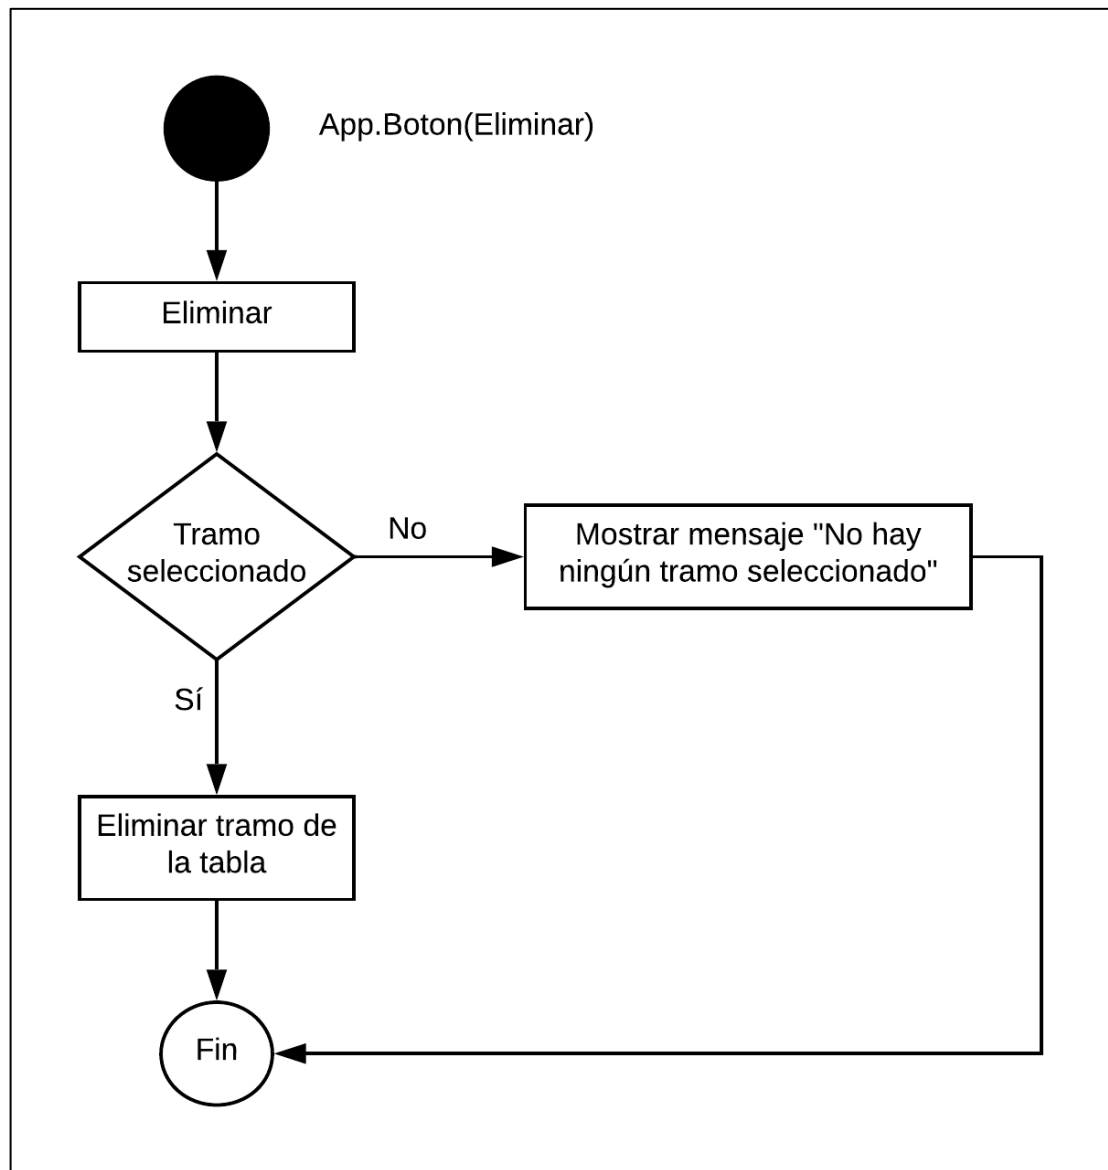 App.Boton(Eliminar)
Eliminar
Tramo
seleccionado
No
Mostrar mensaje "No hay
ningún tramo seleccionado"
Sí
Eliminar tramo de
la tabla
Fin